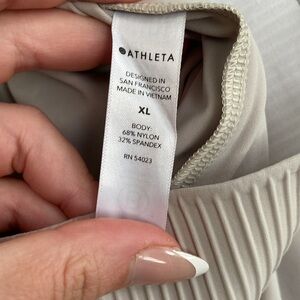 ATHLETA
DESIGNED IN
SAN FRANCISCO
MADE IN VIETNAM
XL
BODY:
68% NYLON
32% SPANDEX
RN 54023